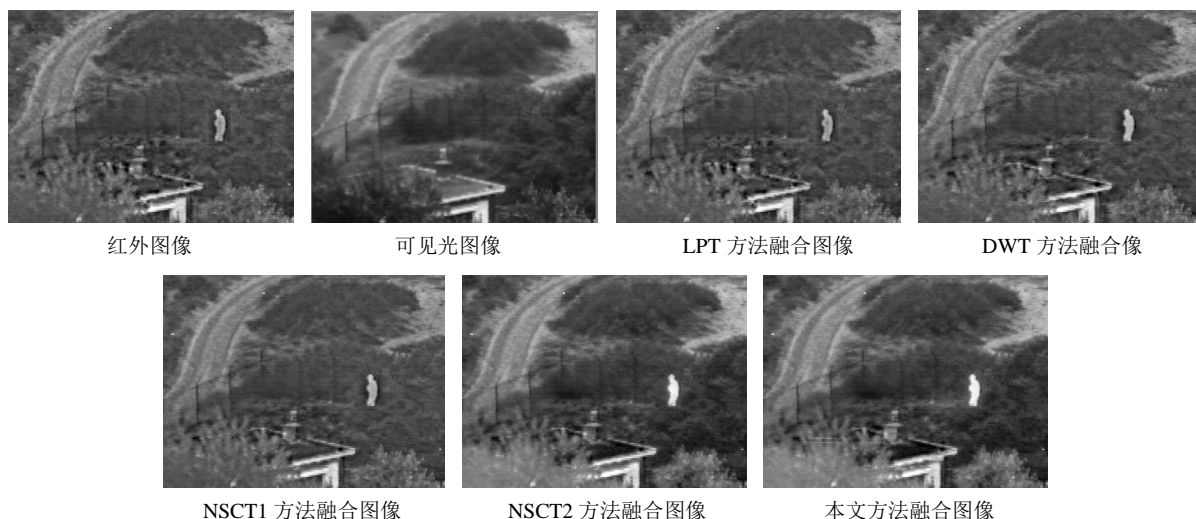 红外图像
可见光图像
LPT 方法融合图像
DWT 方法融合像
NSCT1 方法融合图像
NSCT2 方法融合图像
本文方法融合图像